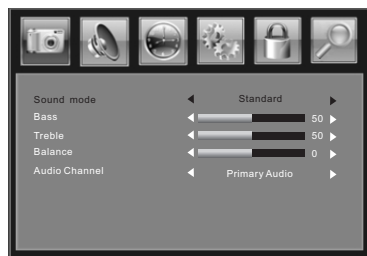 Sound mode Standard
Bass 50
Treble 50
Balance 0
Audio Channel Primary Audio